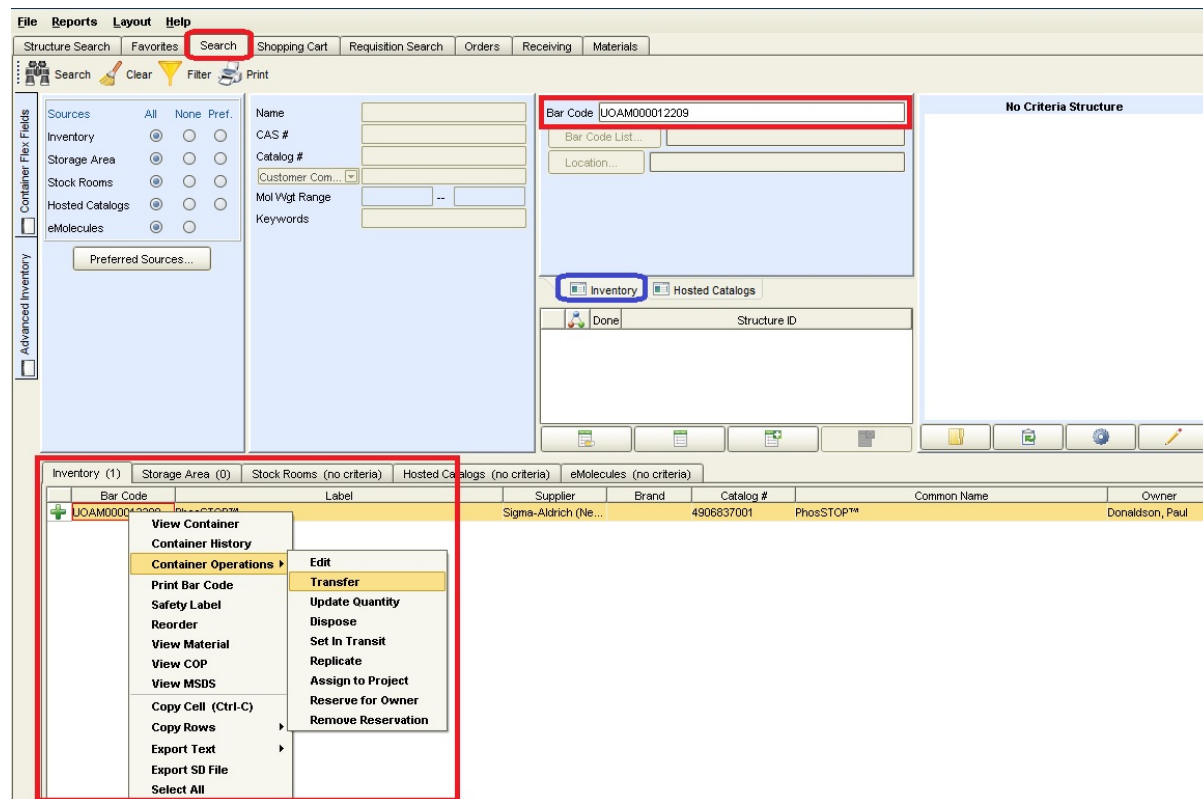 File Reports Layout Help
Structure Search Favorites Search Shopping Cart Requisition Search Orders Receiving Materials
Search Clear Filter Print
Container Flex Fields
Advanced Inventory
Sources All None Pref.
Inventory
Storage Area
Stock Rooms
Hosted Catalogs
eMolecules
Preferred Sources...
Name
CAS #
Catalog #
Customer Com...
Mol Wgt Range --
Keywords
Bar Code UOAM000012209
Bar Code List...
Location...
Inventory Hosted Catalogs
Done Structure ID
No Criteria Structure
Inventory (1) Storage Area (0) Stock Rooms (no criteria) Hosted Catalogs (no criteria) eMolecules (no criteria)
Bar Code Label Supplier Brand Catalog # Common Name Owner
UOAM000012209 PhosSTOP™ Sigma-Aldrich (Ne... 4906837001 PhosSTOP™ Donaldson, Paul
View Container
Container History
Container Operations
Print Bar Code
Safety Label
Reorder
View Material
View COP
View MSDS
Copy Cell (Ctrl-C)
Copy Rows
Export Text
Export SD File
Select All
Edit
Transfer
Update Quantity
Dispose
Set In Transit
Replicate
Assign to Project
Reserve for Owner
Remove Reservation